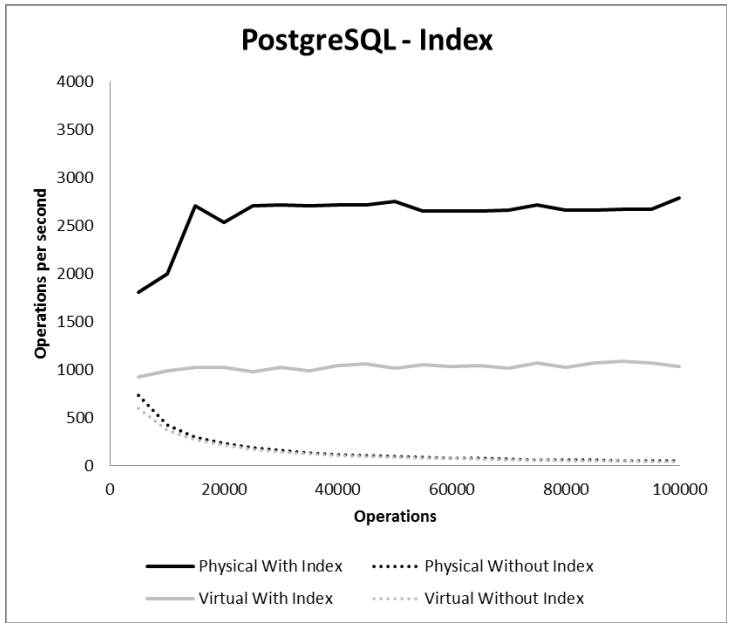 PostgreSQL - Index
4000
3500
3000
2500
2000
1500
1000
500
0
Operations per second
0 20000 40000 60000 80000 100000
Operations
Physical With Index Physical Without Index
Virtual With Index Virtual Without Index